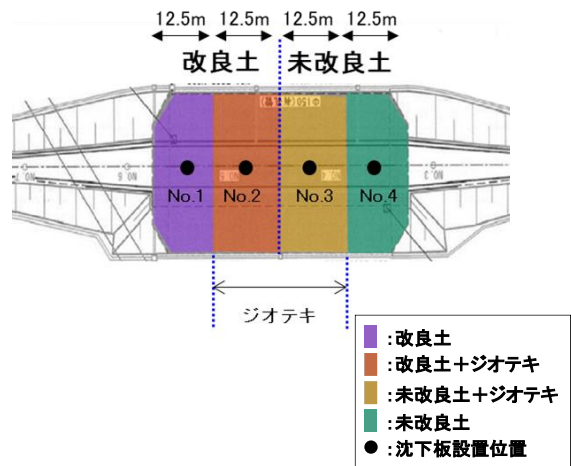 12.5m 12.5m 12.5m 12.5m
改良土 未改良土
No.1 No.2 No.3 No.4
ジオテキ
:改良土
:改良土+ジオテキ
:未改良土+ジオテキ
:未改良土
:沈下板設置位置